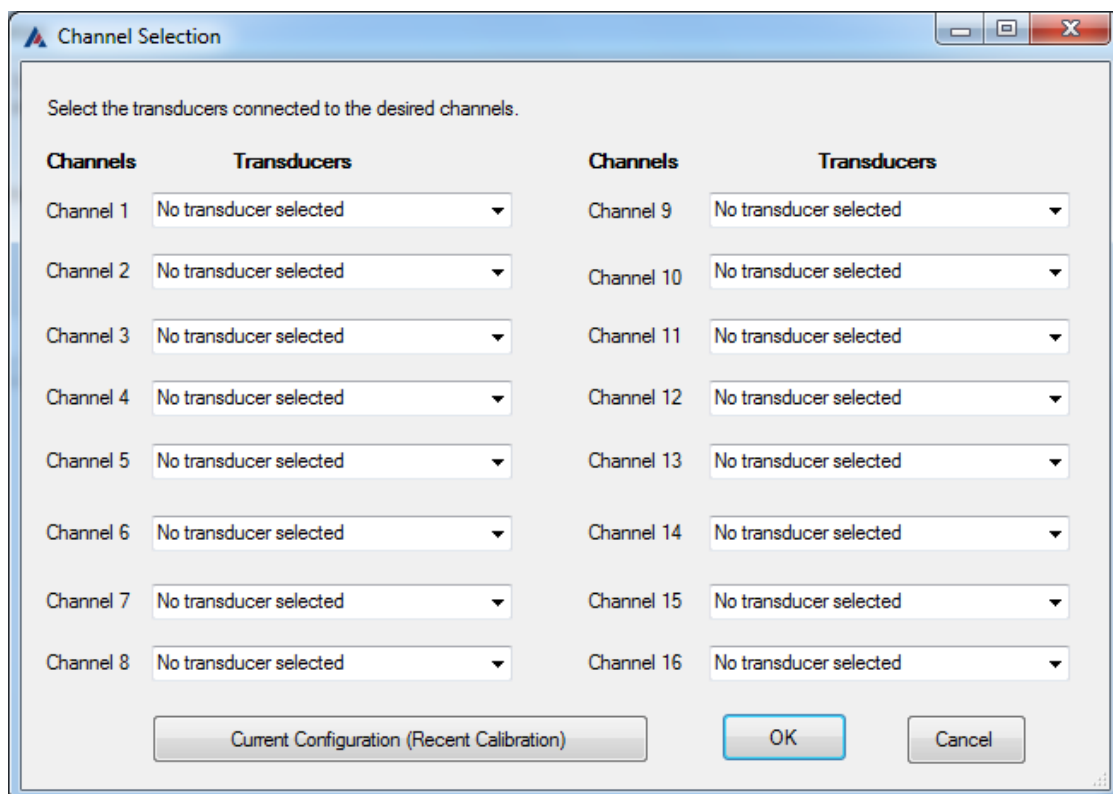 Channel Selection
Select the transducers connected to the desired channels.
Channels Transducers Channels Transducers
Channel 1 No transducer selected Channel 9 No transducer selected
Channel 2 No transducer selected Channel 10 No transducer selected
Channel 3 No transducer selected Channel 11 No transducer selected
Channel 4 No transducer selected Channel 12 No transducer selected
Channel 5 No transducer selected Channel 13 No transducer selected
Channel 6 No transducer selected Channel 14 No transducer selected
Channel 7 No transducer selected Channel 15 No transducer selected
Channel 8 No transducer selected Channel 16 No transducer selected
Current Configuration (Recent Calibration) OK Cancel